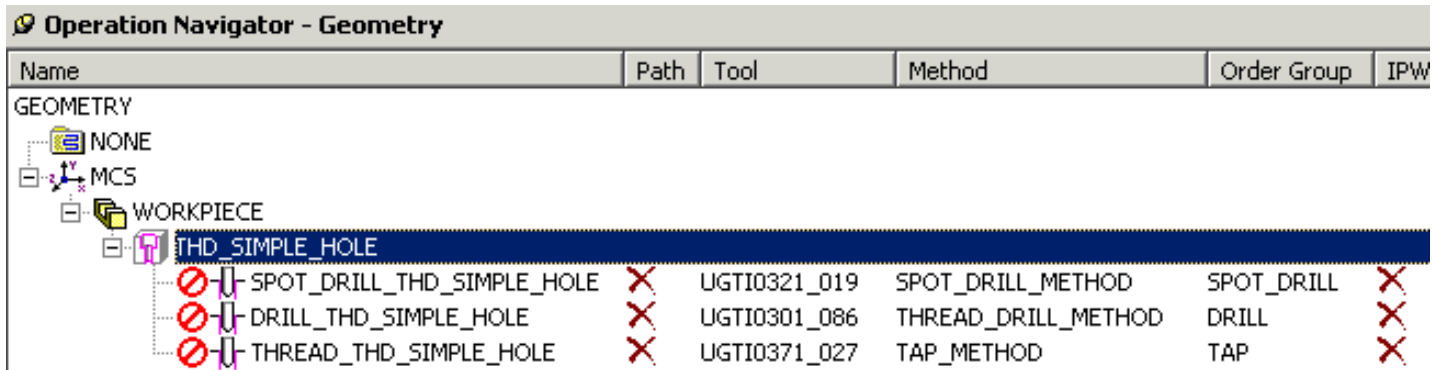 Operation Navigator - Geometry
Name Path Tool Method Order Group IPW
GEOMETRY
NONE
MCS
WORKPIECE
THD_SIMPLE_HOLE
SPOT_DRILL_THD_SIMPLE_HOLE UGTI0321_019 SPOT_DRILL_METHOD SPOT_DRILL
DRILL_THD_SIMPLE_HOLE UGTI0301_086 THREAD_DRILL_METHOD DRILL
THREAD_THD_SIMPLE_HOLE UGTI0371_027 TAP_METHOD TAP